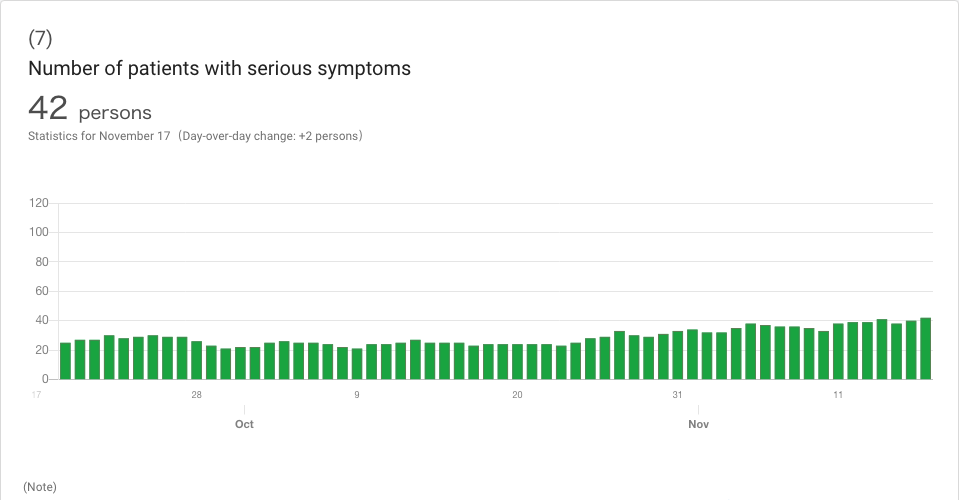 (7)
Number of patients with serious symptoms
42 persons
Statistics for November 17（Day-over-day change: +2 persons）
120
100
80
60
40
20
0
17 28 9 20 31 11
Oct Nov
(Note)